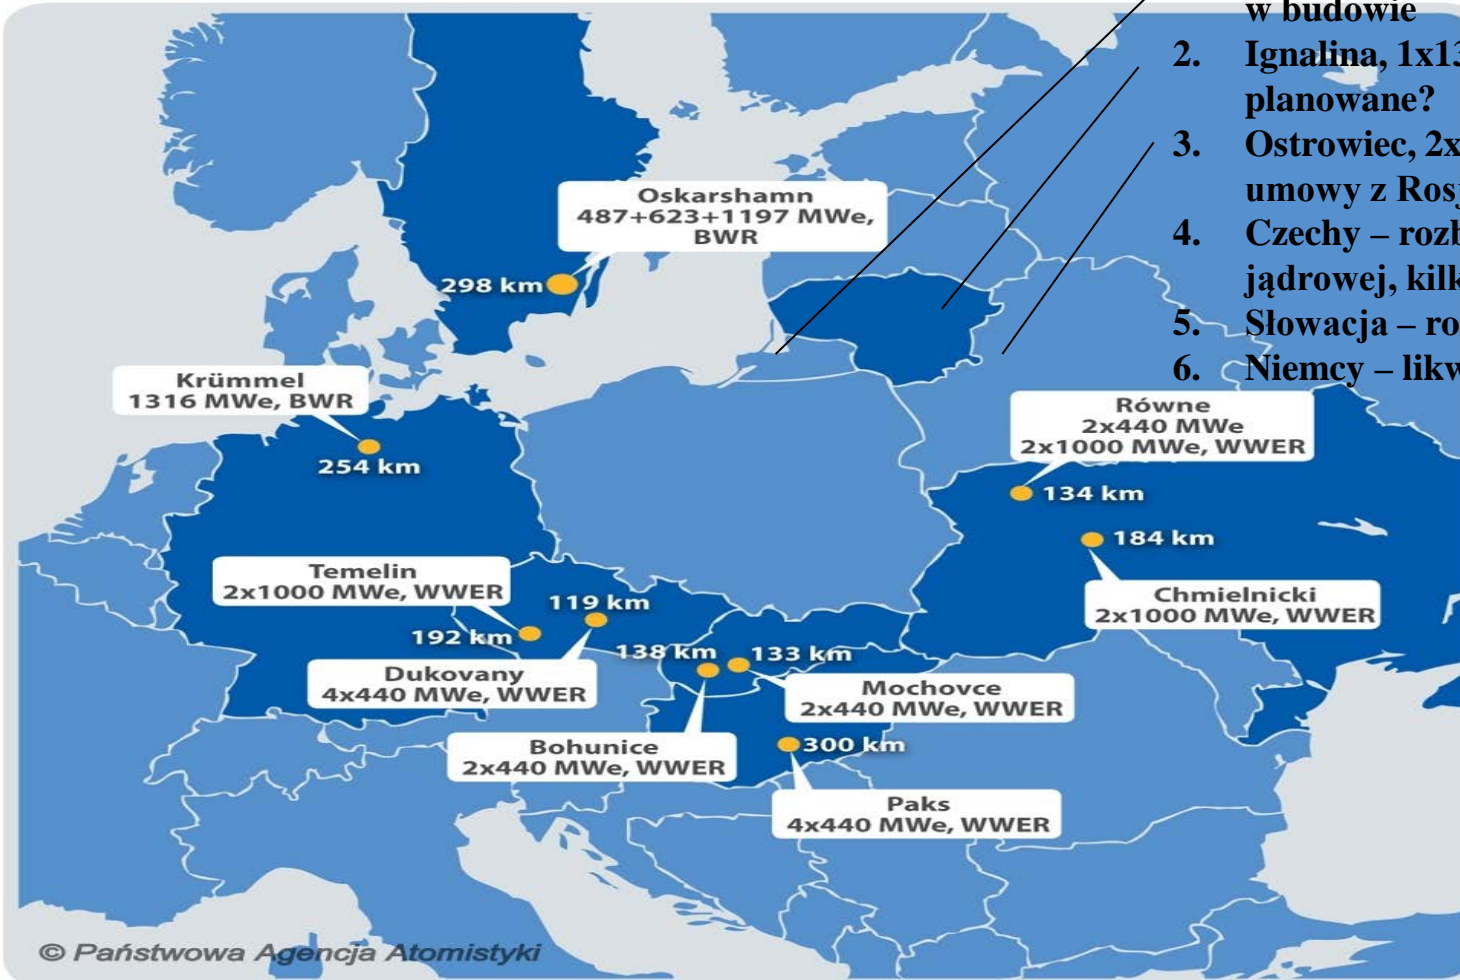 w budowie
2. Ignalina, 1x13
planowane?
3. Ostrowiec, 2x
umowy z Rosj
4. Czechy – rozb
jądrowej, kilk
5. Słowacja – ro
6. Niemcy – likw
Oskarshamn
487+623+1197 MWe,
BWR
298 km
Krümmel
1316 MWe, BWR
254 km
Równe
2x440 MWe
2x1000 MWe, WWER
134 km
184 km
Chmielnicki
2x1000 MWe, WWER
Temelin
2x1000 MWe, WWER
192 km
119 km
Dukovany
4x440 MWe, WWER
138 km
133 km
Mochovce
2x440 MWe, WWER
Bohunice
2x440 MWe, WWER
300 km
Paks
4x440 MWe, WWER
© Państwowa Agencja Atomistyki